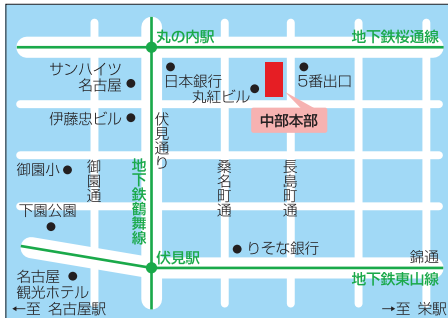 丸の内駅
地下鉄桜通線
サンハイツ
名古屋
日本銀行
丸紅ビル
5番出口
中部本部
伊藤忠ビル
伏見通り
御園小
御園通
地下鉄鶴舞線
桑名町通
長島町通
下園公園
りそな銀行
伏見駅
錦通
地下鉄東山線
名古屋
観光ホテル
←至 名古屋駅
→至 栄駅